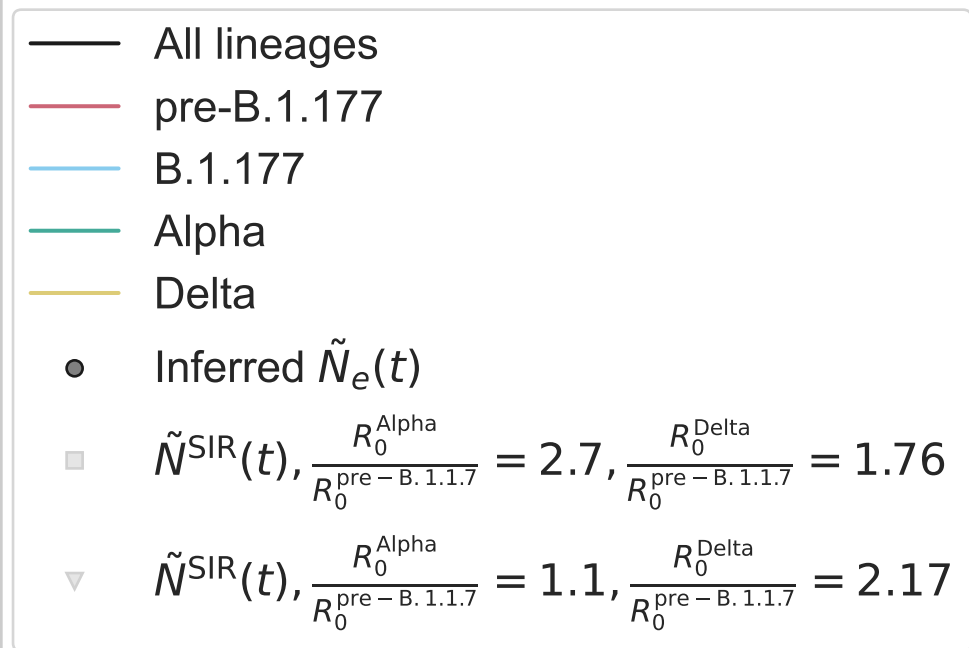 All lineages
pre-B.1.177
B.1.177
Alpha
Delta
Inferred Ñ_e(t)
Ñ^SIR(t), R_0^Alpha / R_0^pre−B.1.1.7 = 2.7, R_0^Delta / R_0^pre−B.1.1.7 = 1.76
Ñ^SIR(t), R_0^Alpha / R_0^pre−B.1.1.7 = 1.1, R_0^Delta / R_0^pre−B.1.1.7 = 2.17